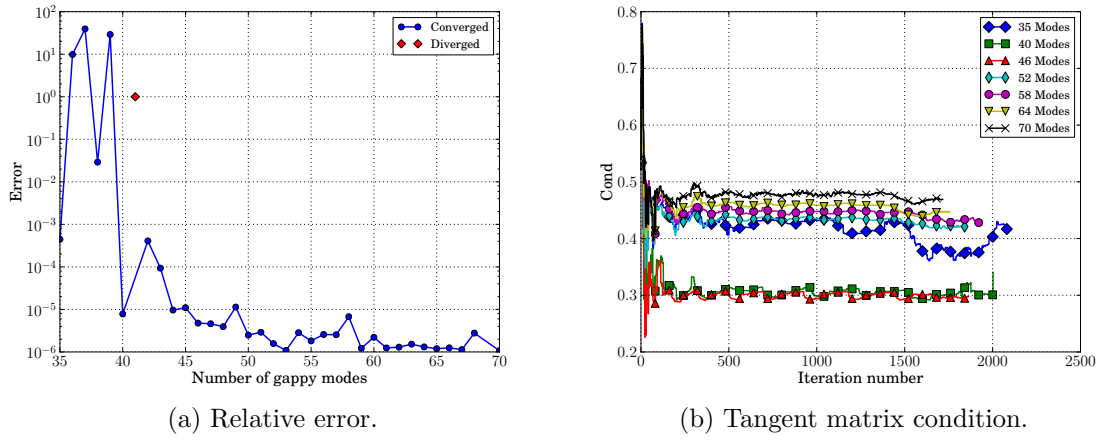 10^2
10^1
10^0
10^-1
10^-2
10^-3
10^-4
10^-5
10^-6
Error
35
40
45
50
55
60
65
70
Number of gappy modes
Converged
Diverged
(a) Relative error.
0.8
0.7
0.6
0.5
0.4
0.3
0.2
Cond
0
500
1000
1500
2000
2500
Iteration number
35 Modes
40 Modes
46 Modes
52 Modes
58 Modes
64 Modes
70 Modes
(b) Tangent matrix condition.